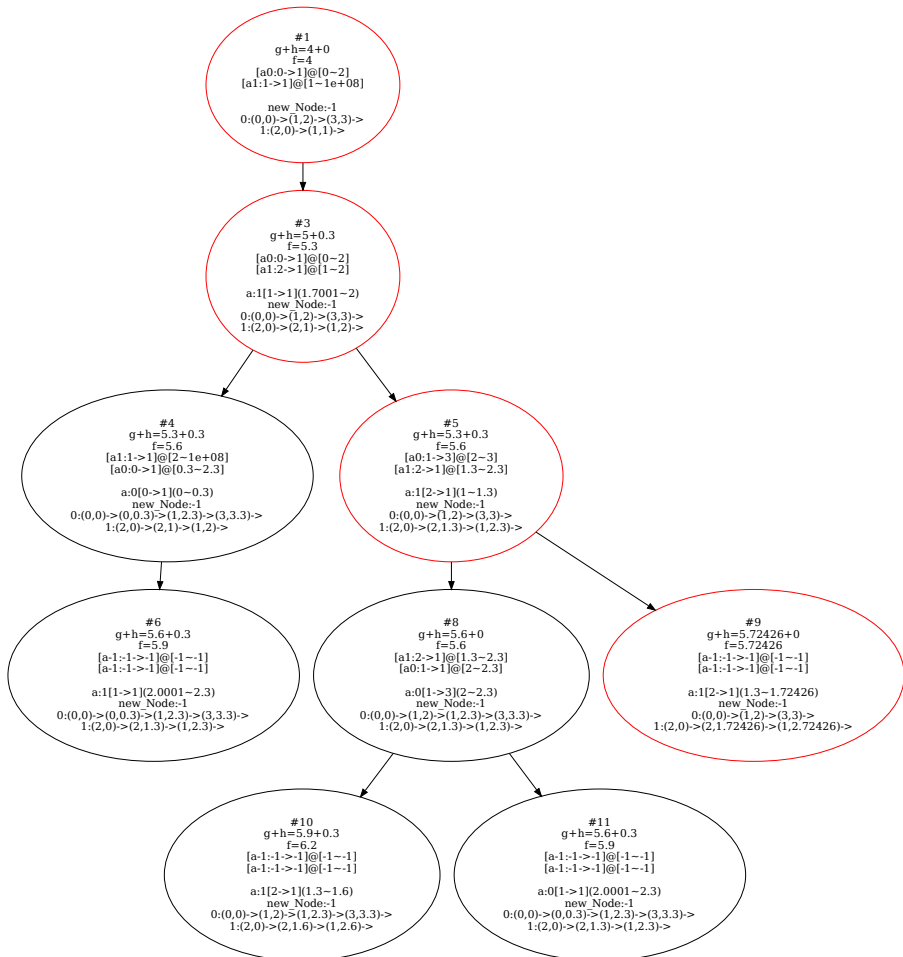 #1
g+h=4+0
f=4
[a0:0->1]@[0~2]
[a1:1->1]@[1~1e+08]
new_Node:-1
0:(0,0)->(1,2)->(3,3)->
1:(2,0)->(1,1)->
#3
g+h=5+0.3
f=5.3
[a0:0->1]@[0~2]
[a1:2->1]@[1~2]
a:1[1->1](1.7001~2)
new_Node:-1
0:(0,0)->(1,2)->(3,3)->
1:(2,0)->(2,1)->(1,2)->
#4
g+h=5.3+0.3
f=5.6
[a1:1->1]@[2~1e+08]
[a0:0->1]@[0.3~2.3]
a:0[0->1](0~0.3)
new_Node:-1
0:(0,0)->(0,0.3)->(1,2.3)->(3,3.3)->
1:(2,0)->(2,1)->(1,2)->
#5
g+h=5.3+0.3
f=5.6
[a0:1->3]@[2~3]
[a1:2->1]@[1.3~2.3]
a:1[2->1](1~1.3)
new_Node:-1
0:(0,0)->(1,2)->(3,3)->
1:(2,0)->(2,1.3)->(1,2.3)->
#6
g+h=5.6+0.3
f=5.9
[a-1:-1->-1]@[-1~-1]
[a-1:-1->-1]@[-1~-1]
a:1[1->1](2.0001~2.3)
new_Node:-1
0:(0,0)->(0,0.3)->(1,2.3)->(3,3.3)->
1:(2,0)->(2,1.3)->(1,2.3)->
#8
g+h=5.6+0
f=5.6
[a1:2->1]@[1.3~2.3]
[a0:1->1]@[2~2.3]
a:0[1->3](2~2.3)
new_Node:-1
0:(0,0)->(1,2)->(1,2.3)->(3,3.3)->
1:(2,0)->(2,1.3)->(1,2.3)->
#9
g+h=5.72426+0
f=5.72426
[a-1:-1->-1]@[-1~-1]
[a-1:-1->-1]@[-1~-1]
a:1[2->1](1.3~1.72426)
new_Node:-1
0:(0,0)->(1,2)->(3,3)->
1:(2,0)->(2,1.72426)->(1,2.72426)->
#10
g+h=5.9+0.3
f=6.2
[a-1:-1->-1]@[-1~-1]
[a-1:-1->-1]@[-1~-1]
a:1[2->1](1.3~1.6)
new_Node:-1
0:(0,0)->(1,2)->(1,2.3)->(3,3.3)->
1:(2,0)->(2,1.6)->(1,2.6)->
#11
g+h=5.6+0.3
f=5.9
[a-1:-1->-1]@[-1~-1]
[a-1:-1->-1]@[-1~-1]
a:0[1->1](2.0001~2.3)
new_Node:-1
0:(0,0)->(0,0.3)->(1,2.3)->(3,3.3)->
1:(2,0)->(2,1.3)->(1,2.3)->